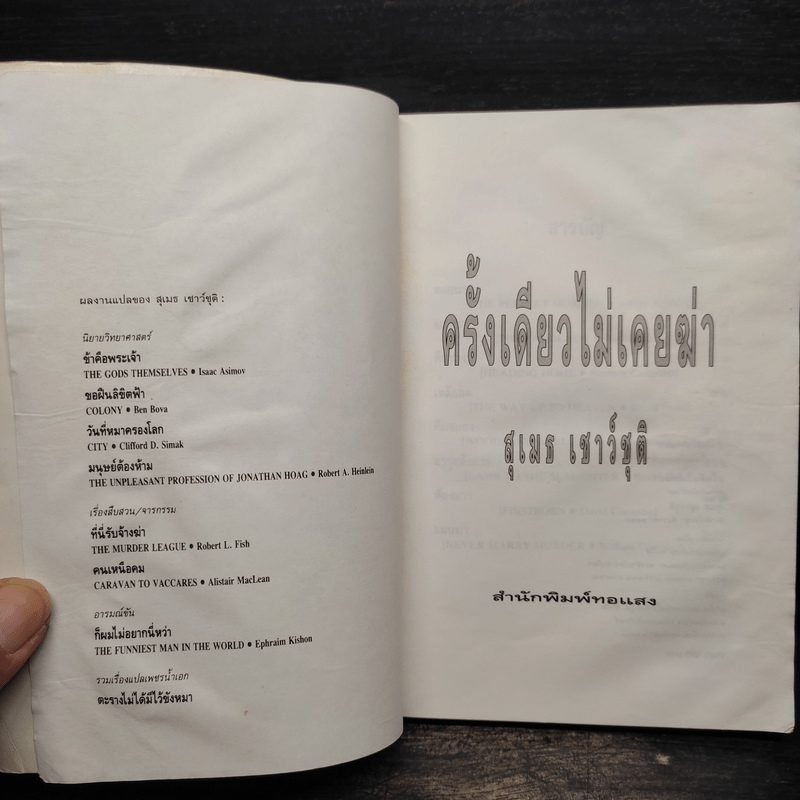 ผลงานแปลของ สุเมธ เชาว์ชุติ :
นิยายวิทยาศาสตร์
ข้าคือพระเจ้า
THE GODS THEMSELVES • Isaac Asimov
ขอฝืนลิขิตฟ้า
COLONY • Ben Bova
วันที่หมาครองโลก
CITY • Clifford D. Simak
มนุษย์ต้องห้าม
THE UNPLEASANT PROFESSION OF JONATHAN HOAG • Robert A. Heinlein
เรื่องสืบสวน/จารกรรม
ที่นี่รับจ้างฆ่า
THE MURDER LEAGUE • Robert L. Fish
คนเหนือคม
CARAVAN TO VACCARES • Alistair MacLean
อารมณ์ขัน
ก็ผมไม่อยากนี่หว่า
THE FUNNIEST MAN IN THE WORLD • Ephraim Kishon
รวมเรื่องแปลเพชรน้ำเอก
ตะรางไม่ได้มีไว้ขังหมา
ครั้งเดียวไม่เคยฆ่า
สุเมธ เชาว์ชุติ
สำนักพิมพ์ทอแสง